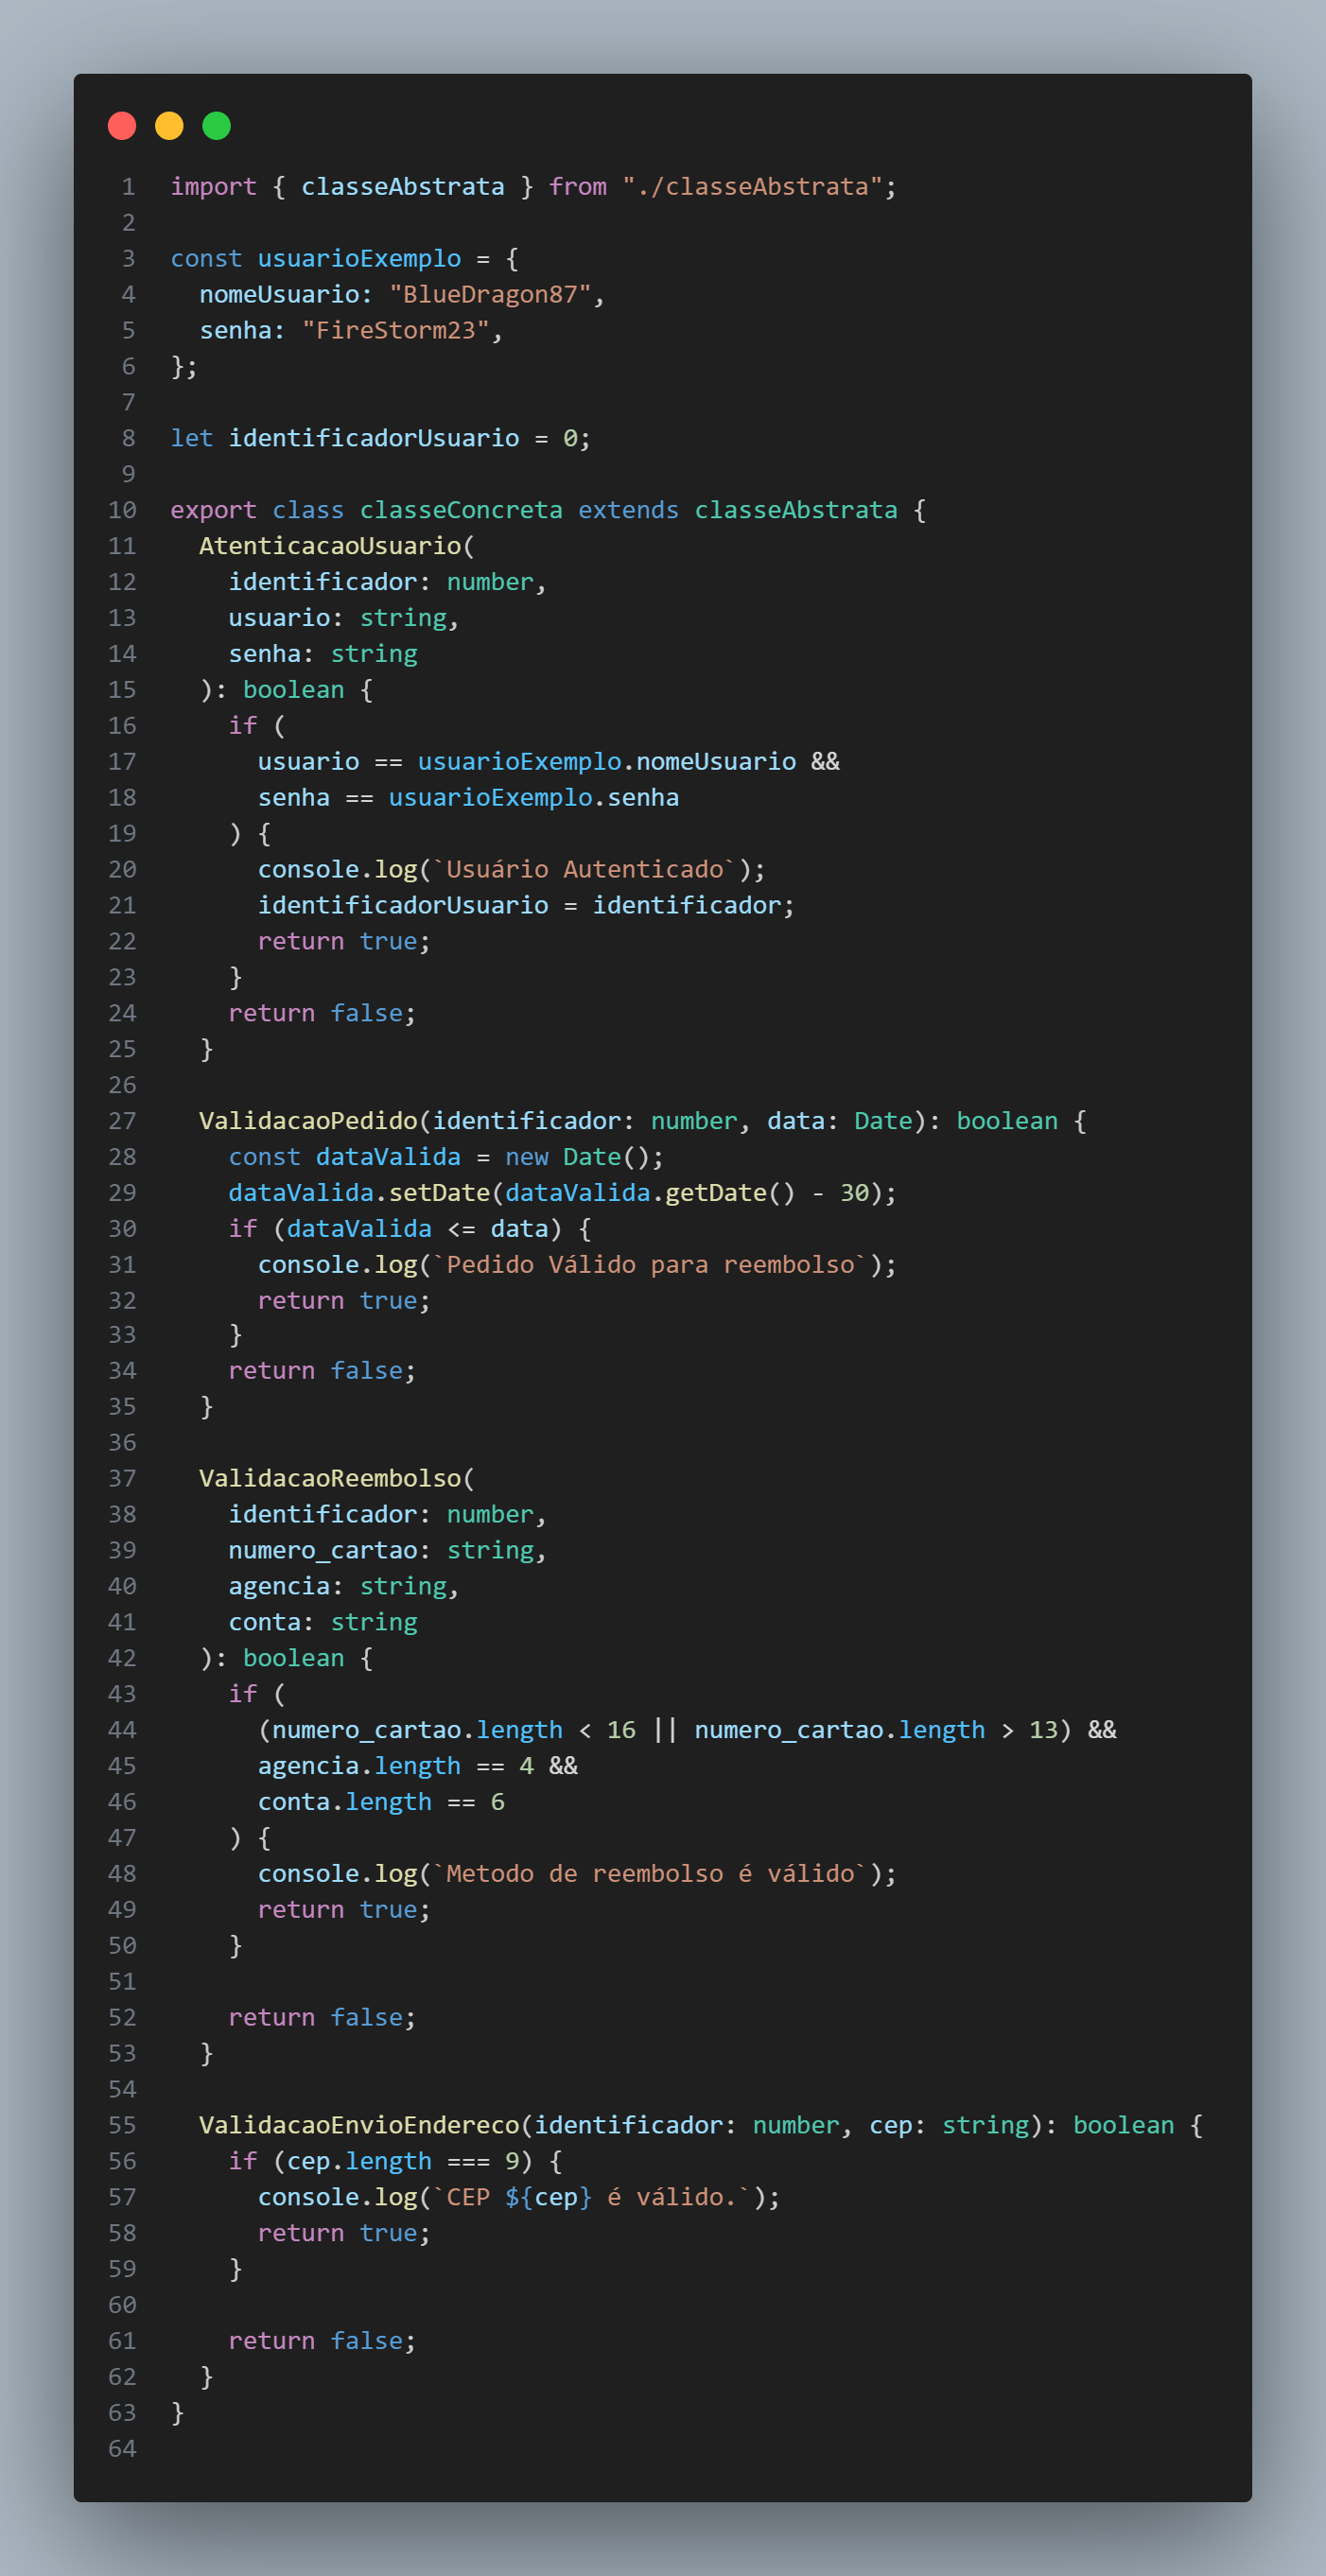 1 import { classeAbstrata } from "./classeAbstrata";
2
3 const usuarioExemplo = {
4   nomeUsuario: "BlueDragon87",
5   senha: "FireStorm23",
6 };
7
8 let identificadorUsuario = 0;
9
10 export class classeConcreta extends classeAbstrata {
11   AtenticacaoUsuario(
12     identificador: number,
13     usuario: string,
14     senha: string
15   ): boolean {
16     if (
17       usuario == usuarioExemplo.nomeUsuario &&
18       senha == usuarioExemplo.senha
19     ) {
20       console.log(`Usuário Autenticado`);
21       identificadorUsuario = identificador;
22       return true;
23     }
24     return false;
25   }
26
27   ValidacaoPedido(identificador: number, data: Date): boolean {
28     const dataValida = new Date();
29     dataValida.setDate(dataValida.getDate() - 30);
30     if (dataValida <= data) {
31       console.log(`Pedido Válido para reembolso`);
32       return true;
33     }
34     return false;
35   }
36
37   ValidacaoReembolso(
38     identificador: number,
39     numero_cartao: string,
40     agencia: string,
41     conta: string
42   ): boolean {
43     if (
44       (numero_cartao.length < 16 || numero_cartao.length > 13) &&
45       agencia.length == 4 &&
46       conta.length == 6
47     ) {
48       console.log(`Metodo de reembolso é válido`);
49       return true;
50     }
51
52     return false;
53   }
54
55   ValidacaoEnvioEndereco(identificador: number, cep: string): boolean {
56     if (cep.length === 9) {
57       console.log(`CEP ${cep} é válido.`);
58       return true;
59     }
60
61     return false;
62   }
63 }
64